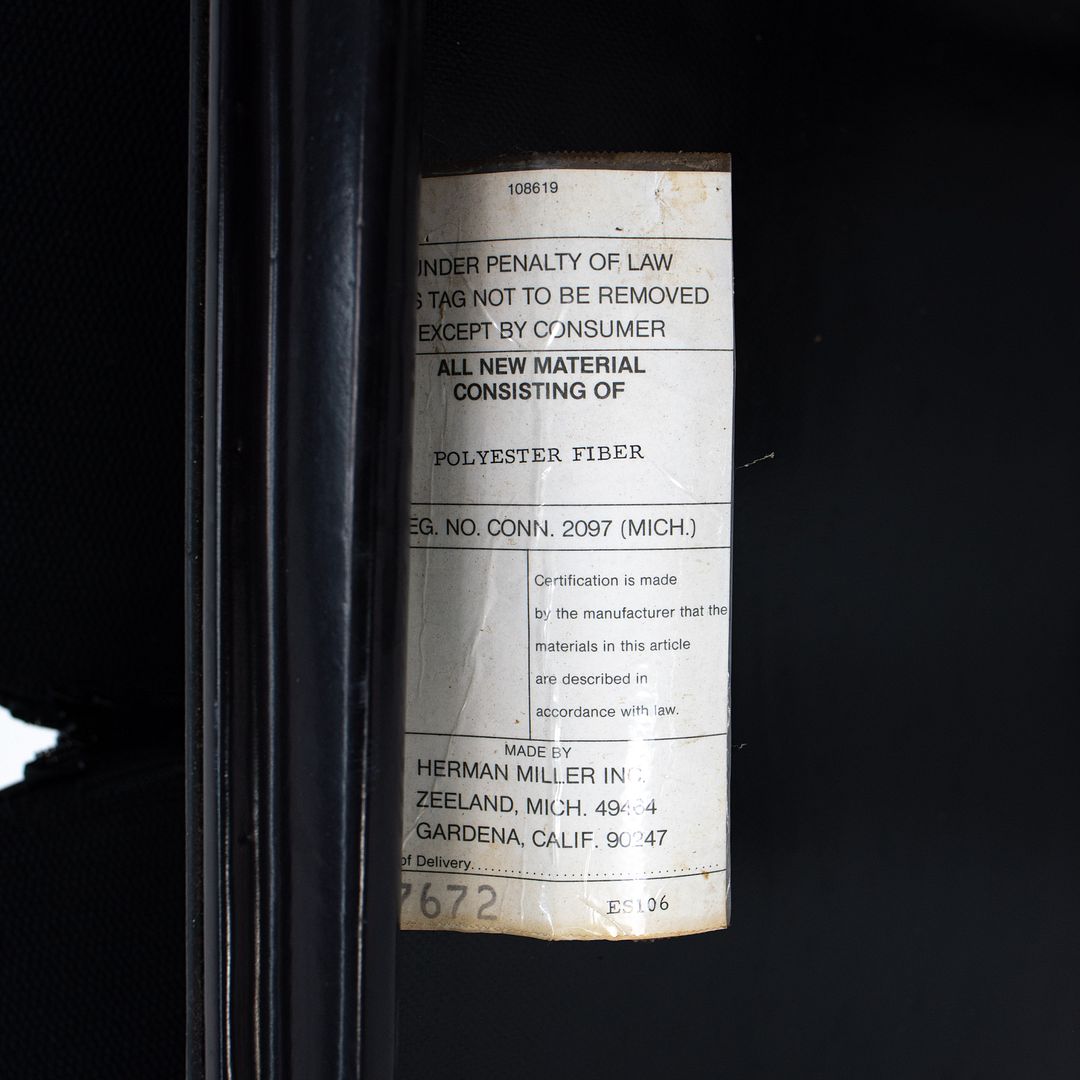 108619
UNDER PENALTY OF LAW
S TAG NOT TO BE REMOVED
EXCEPT BY CONSUMER
ALL NEW MATERIAL
CONSISTING OF
POLYESTER FIBER
EG. NO. CONN. 2097 (MICH.)
Certification is made
by the manufacturer that the
materials in this article
are described in
accordance with law.
MADE BY
HERMAN MILLER INC.
ZEELAND, MICH. 49464
GARDENA, CALIF. 90247
of Delivery
7672
ES106